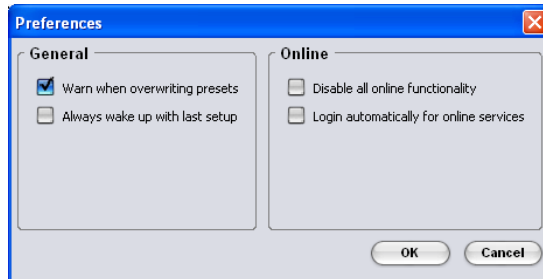 Preferences
General
Warn when overwriting presets
Always wake up with last setup
Online
Disable all online functionality
Login automatically for online services
OK
Cancel